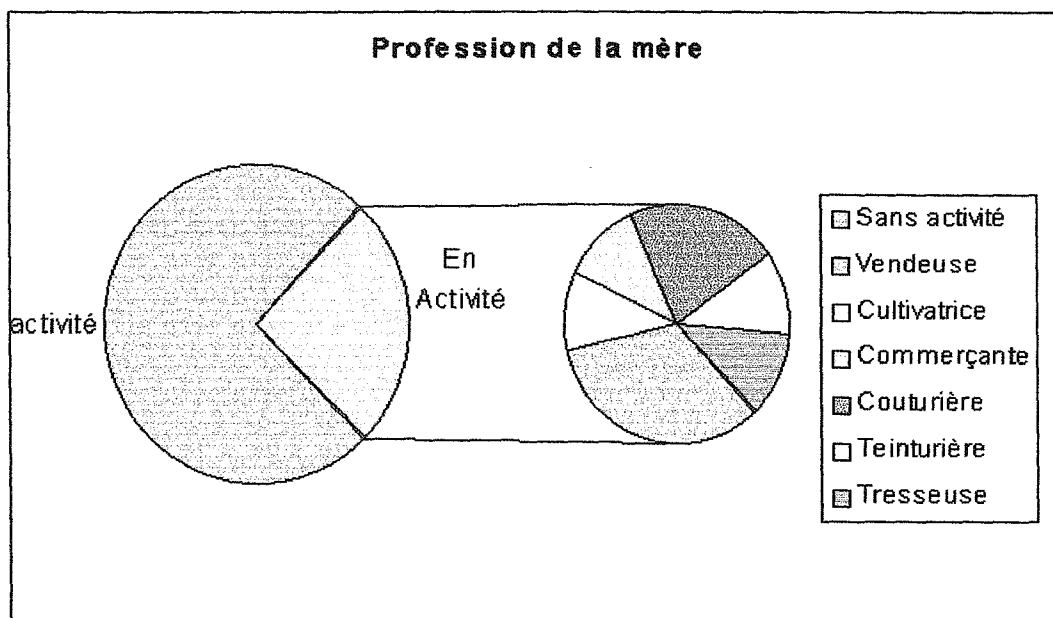 Profession de la mère
activité
En
Activité
Sans activité
Vendeuse
Cultivatrice
Commerçante
Couturière
Teinturière
Tresseuse